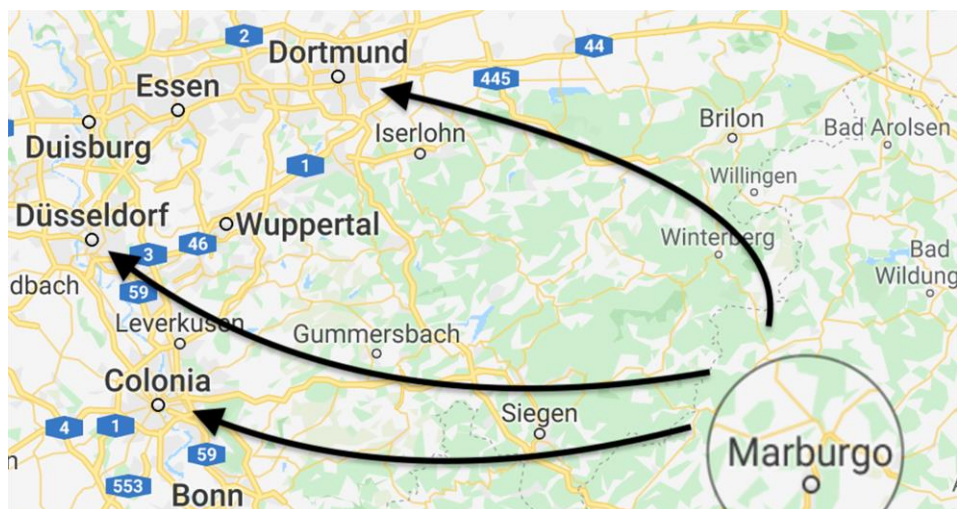 2
44
Dortmund
445
Essen
Iserlohn
Brilon
Bad Arolsen
Duisburg
1
Willingen
Düsseldorf
Wuppertal
46
3
Winterberg
Bad
Wildung
dbach
59
Leverkusen
Gummersbach
Colonia
4
1
Siegen
59
Marburgo
n
553
Bonn